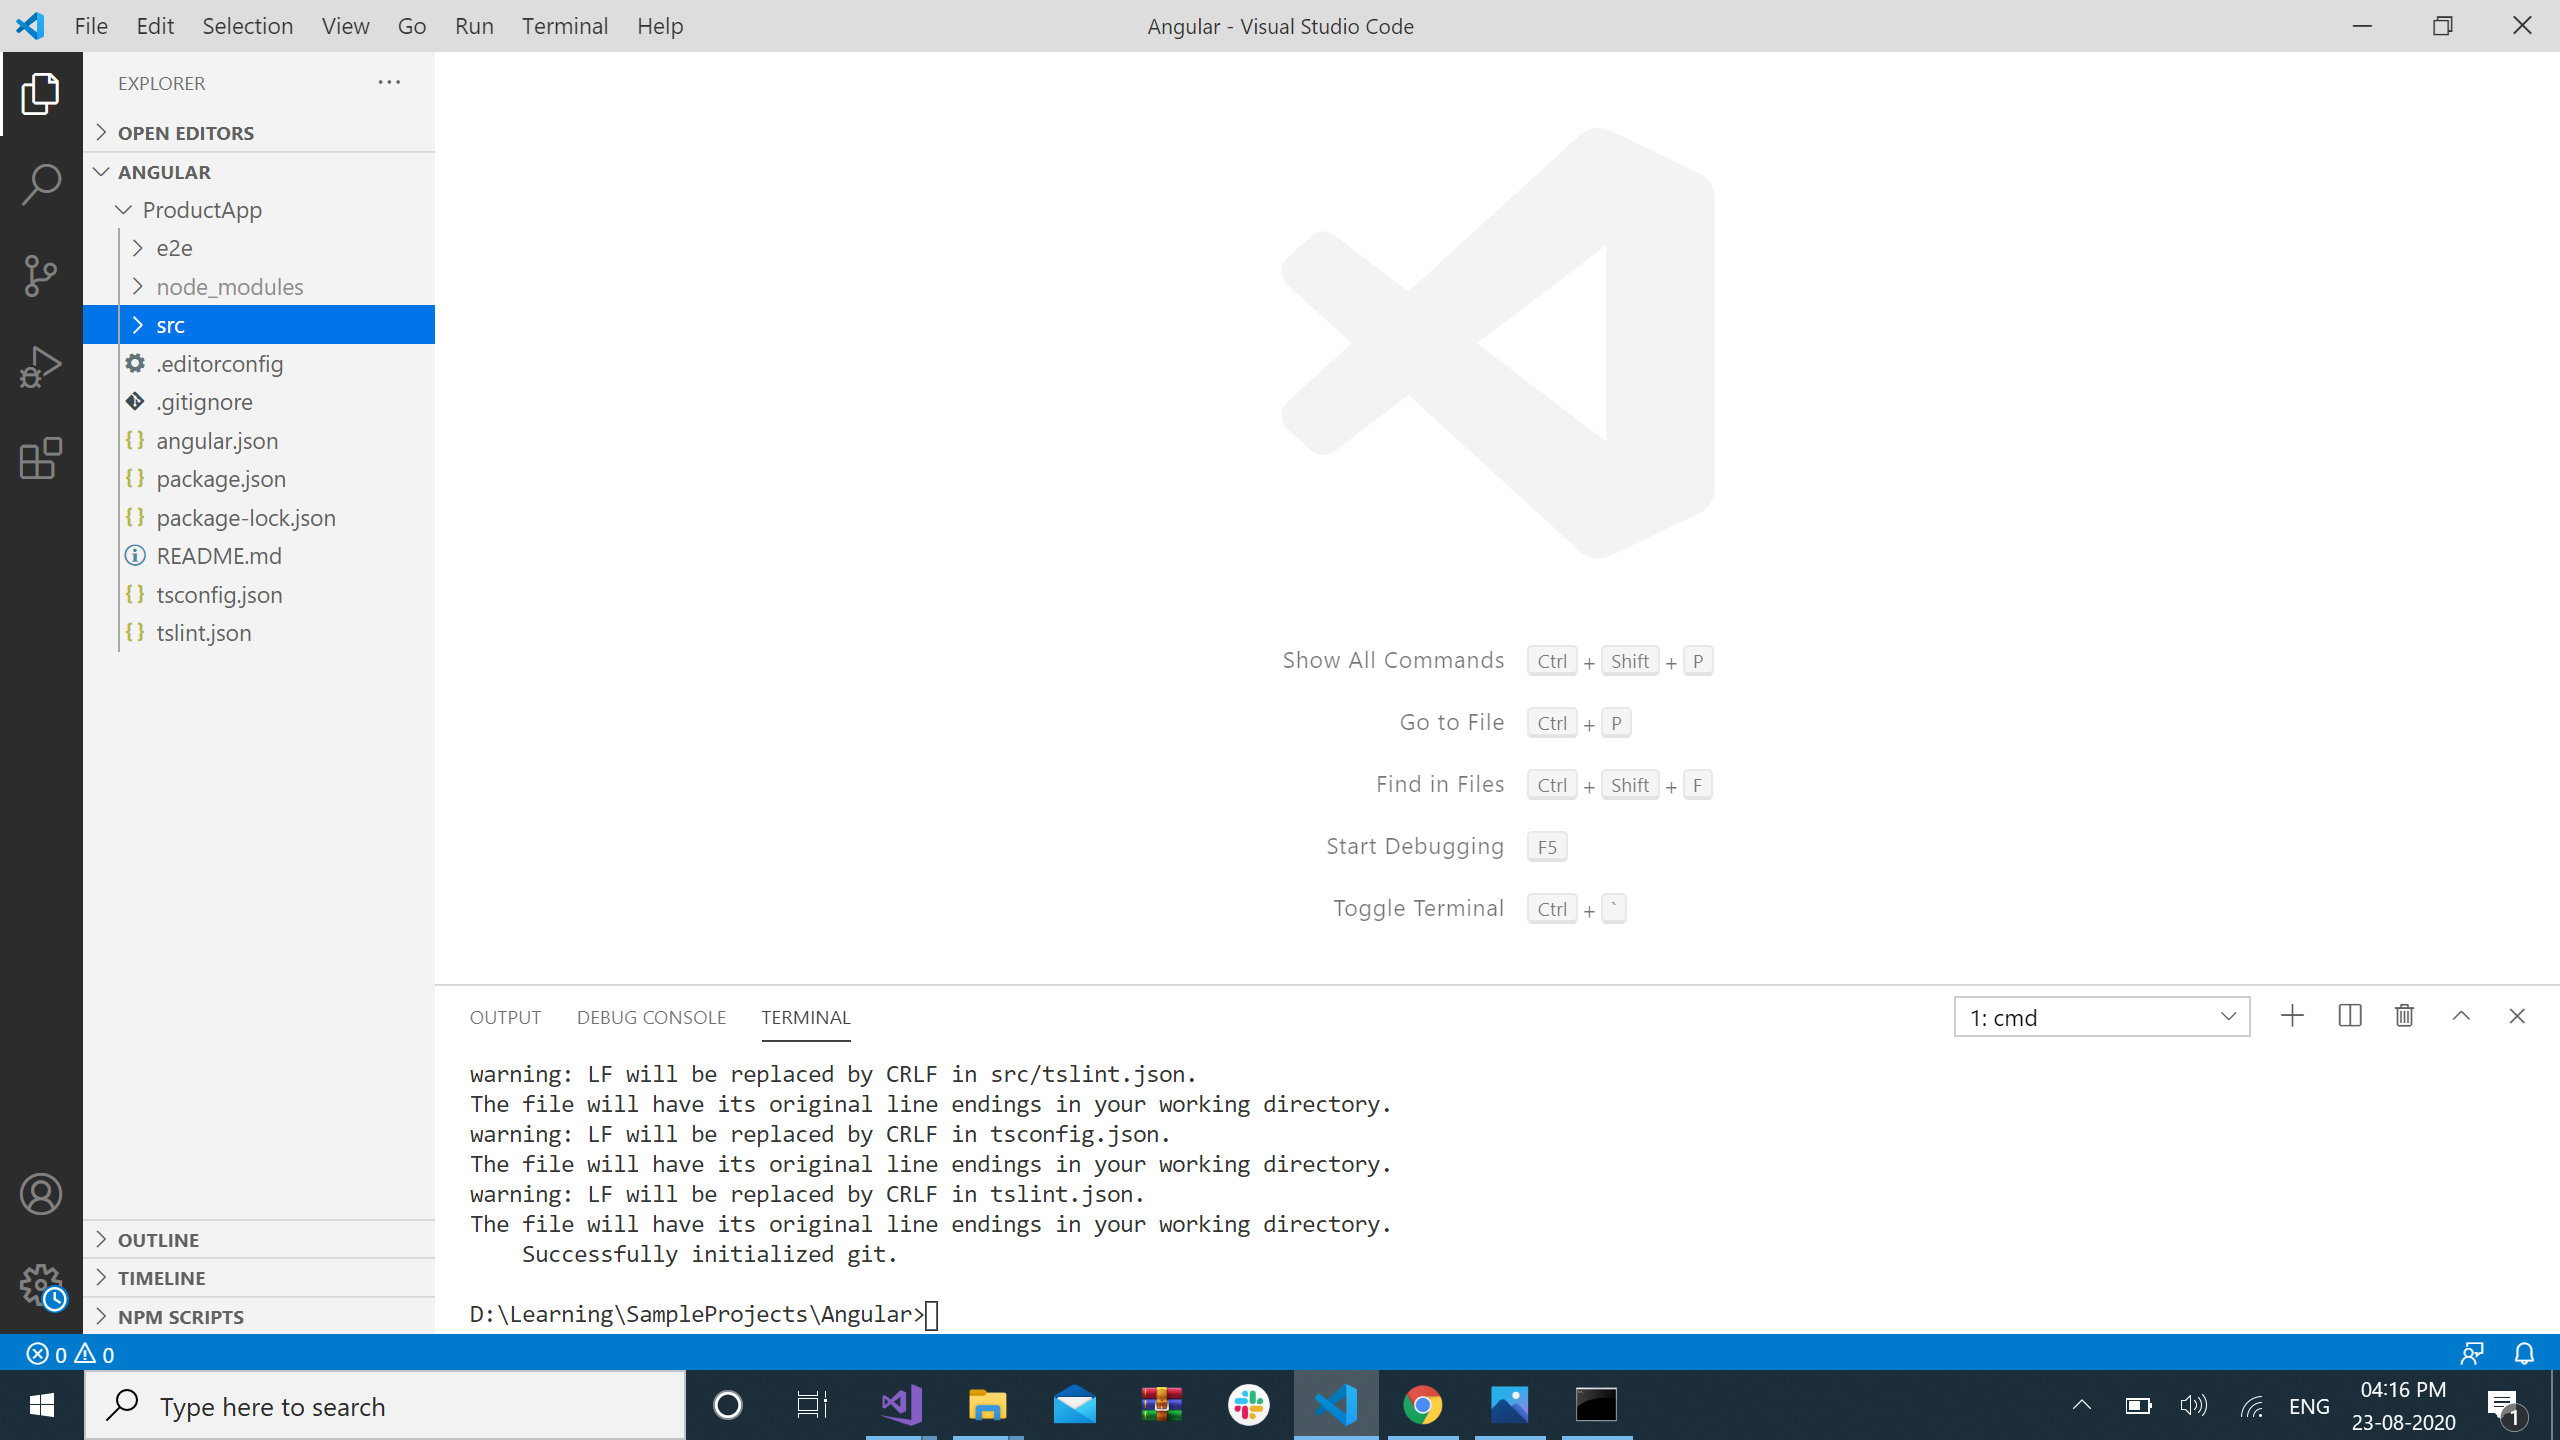 File Edit Selection View Go Run Terminal Help
Angular - Visual Studio Code
EXPLORER
OPEN EDITORS
ANGULAR
ProductApp
e2e
node_modules
src
.editorconfig
.gitignore
angular.json
package.json
package-lock.json
README.md
tsconfig.json
tslint.json
OUTLINE
TIMELINE
NPM SCRIPTS
Show All Commands Ctrl + Shift + P
Go to File Ctrl + P
Find in Files Ctrl + Shift + F
Start Debugging F5
Toggle Terminal Ctrl + `
OUTPUT DEBUG CONSOLE TERMINAL
1: cmd
warning: LF will be replaced by CRLF in src/tslint.json.
The file will have its original line endings in your working directory.
warning: LF will be replaced by CRLF in tsconfig.json.
The file will have its original line endings in your working directory.
warning: LF will be replaced by CRLF in tslint.json.
The file will have its original line endings in your working directory.
Successfully initialized git.
D:\Learning\SampleProjects\Angular>
0 0
Type here to search
ENG
04:16 PM
23-08-2020
1